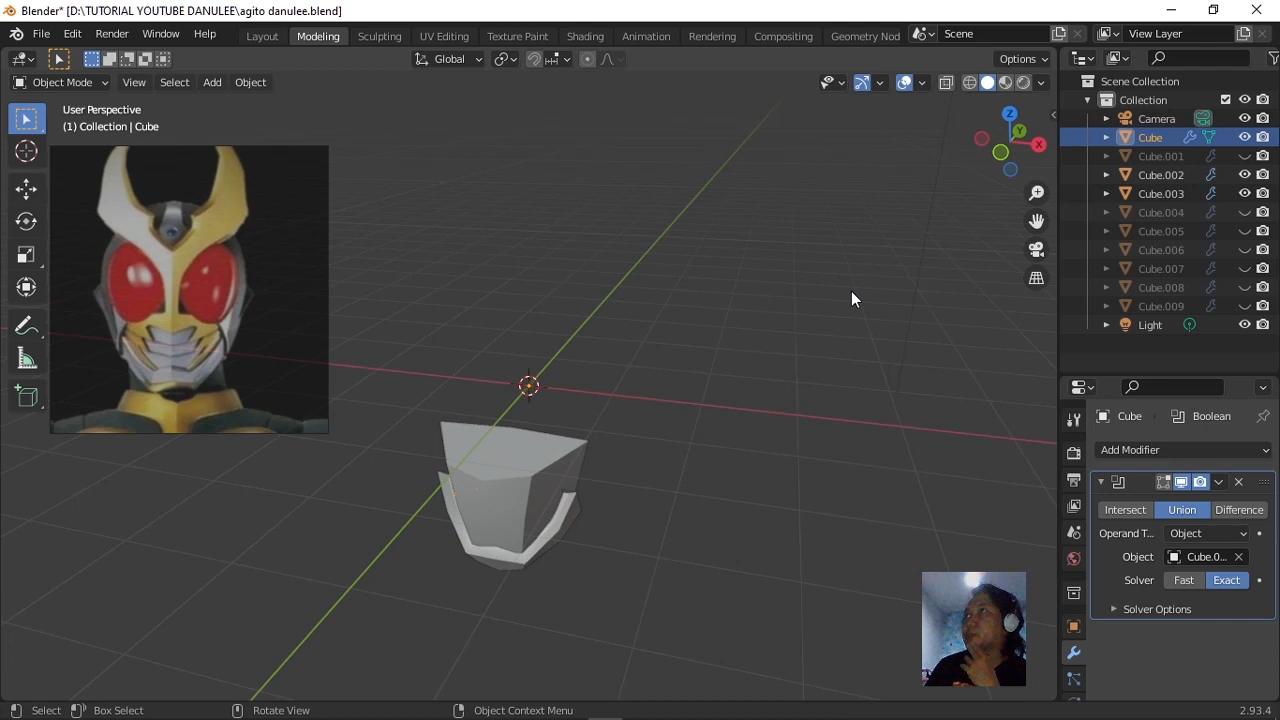 Blender* [D:\TUTORIAL YOUTUBE DANULEE\agito danulee.blend]
File Edit Render Window Help
Layout Modeling Sculpting UV Editing Texture Paint Shading Animation Rendering Compositing Geometry Nod
Scene
View Layer
Global
Options
Object Mode View Select Add Object
User Perspective
(1) Collection | Cube
Z
Y
X
Scene Collection
Collection
Camera
Cube
Cube.001
Cube.002
Cube.003
Cube.004
Cube.005
Cube.006
Cube.007
Cube.008
Cube.009
Light
Cube
Boolean
Add Modifier
Intersect Union Difference
Operand T... Object
Object Cube.0...
Solver Fast Exact
Solver Options
Select Box Select Rotate View Object Context Menu 2.93.4